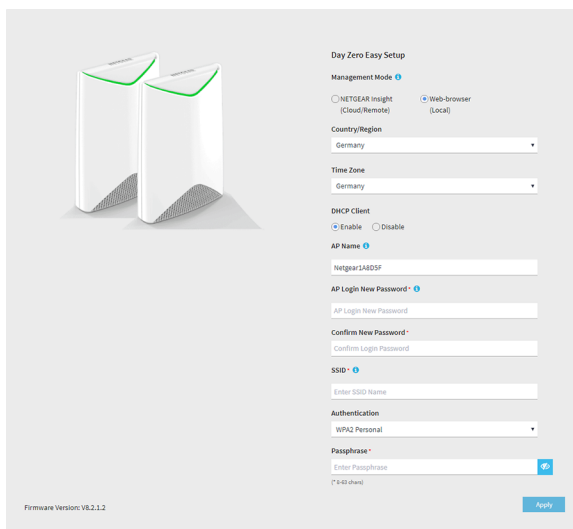 Day Zero Easy Setup
Management Mode
NETGEAR Insight
(Cloud/Remote)
Web-browser
(Local)
Country/Region
Germany
Time Zone
Germany
DHCP Client
Enable Disable
AP Name
Netgear1A8D5F
AP Login New Password *
AP Login New Password
Confirm New Password *
Confirm Login Password
SSID *
Enter SSID Name
Authentication
WPA2 Personal
Passphrase *
Enter Passphrase
(* 8-63 chars)
Apply
Firmware Version: V8.2.1.2